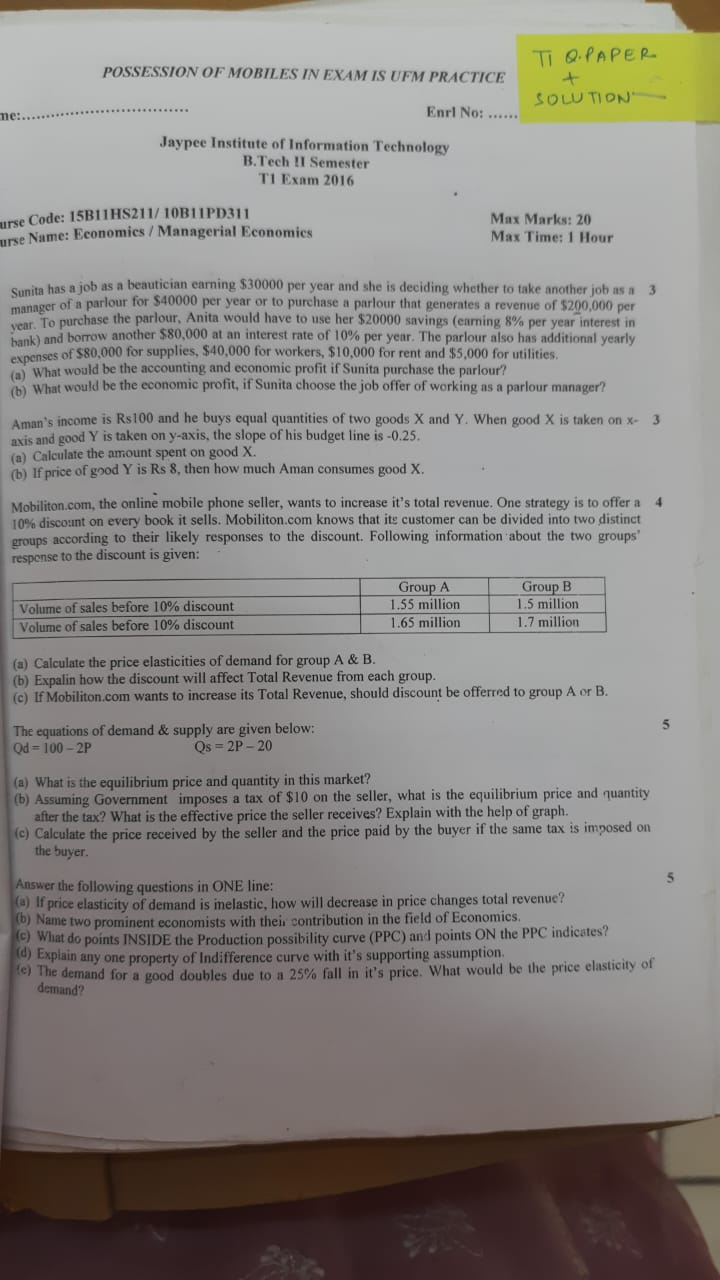 POSSESSION OF MOBILES IN EXAM IS UFM PRACTICE
T1 Q.PAPER
+
SOLUTION
me:.................................. Enrl No: ......
Jaypee Institute of Information Technology
B.Tech !I Semester
T1 Exam 2016
urse Code: 15B11HS211/ 10B11PD311 Max Marks: 20
urse Name: Economics / Managerial Economics Max Time: 1 Hour
Sunita has a job as a beautician earning $30000 per year and she is deciding whether to take another job as a 3
manager of a parlour for $40000 per year or to purchase a parlour that generates a revenue of $200,000 per
year. To purchase the parlour, Anita would have to use her $20000 savings (earning 8% per year interest in
bank) and borrow another $80,000 at an interest rate of 10% per year. The parlour also has additional yearly
expenses of $80,000 for supplies, $40,000 for workers, $10,000 for rent and $5,000 for utilities.
(a) What would be the accounting and economic profit if Sunita purchase the parlour?
(b) What would be the economic profit, if Sunita choose the job offer of working as a parlour manager?
Aman's income is Rs100 and he buys equal quantities of two goods X and Y. When good X is taken on x- 3
axis and good Y is taken on y-axis, the slope of his budget line is -0.25.
(a) Calculate the amount spent on good X.
(b) If price of good Y is Rs 8, then how much Aman consumes good X.
Mobiliton.com, the online mobile phone seller, wants to increase it's total revenue. One strategy is to offer a 4
10% discount on every book it sells. Mobiliton.com knows that its customer can be divided into two distinct
groups according to their likely responses to the discount. Following information about the two groups'
response to the discount is given:
Group A Group B
Volume of sales before 10% discount 1.55 million 1.5 million
Volume of sales before 10% discount 1.65 million 1.7 million
(a) Calculate the price elasticities of demand for group A & B.
(b) Expalin how the discount will affect Total Revenue from each group.
(c) If Mobiliton.com wants to increase its Total Revenue, should discount be offerred to group A or B.
The equations of demand & supply are given below: 5
Qd = 100 – 2P Qs = 2P – 20
(a) What is the equilibrium price and quantity in this market?
(b) Assuming Government imposes a tax of $10 on the seller, what is the equilibrium price and quantity
after the tax? What is the effective price the seller receives? Explain with the help of graph.
(c) Calculate the price received by the seller and the price paid by the buyer if the same tax is imposed on
the buyer.
Answer the following questions in ONE line: 5
(a) If price elasticity of demand is inelastic, how will decrease in price changes total revenue?
(b) Name two prominent economists with their contribution in the field of Economics.
(c) What do points INSIDE the Production possibility curve (PPC) and points ON the PPC indicates?
(d) Explain any one property of Indifference curve with it's supporting assumption.
(e) The demand for a good doubles due to a 25% fall in it's price. What would be the price elasticity of
demand?